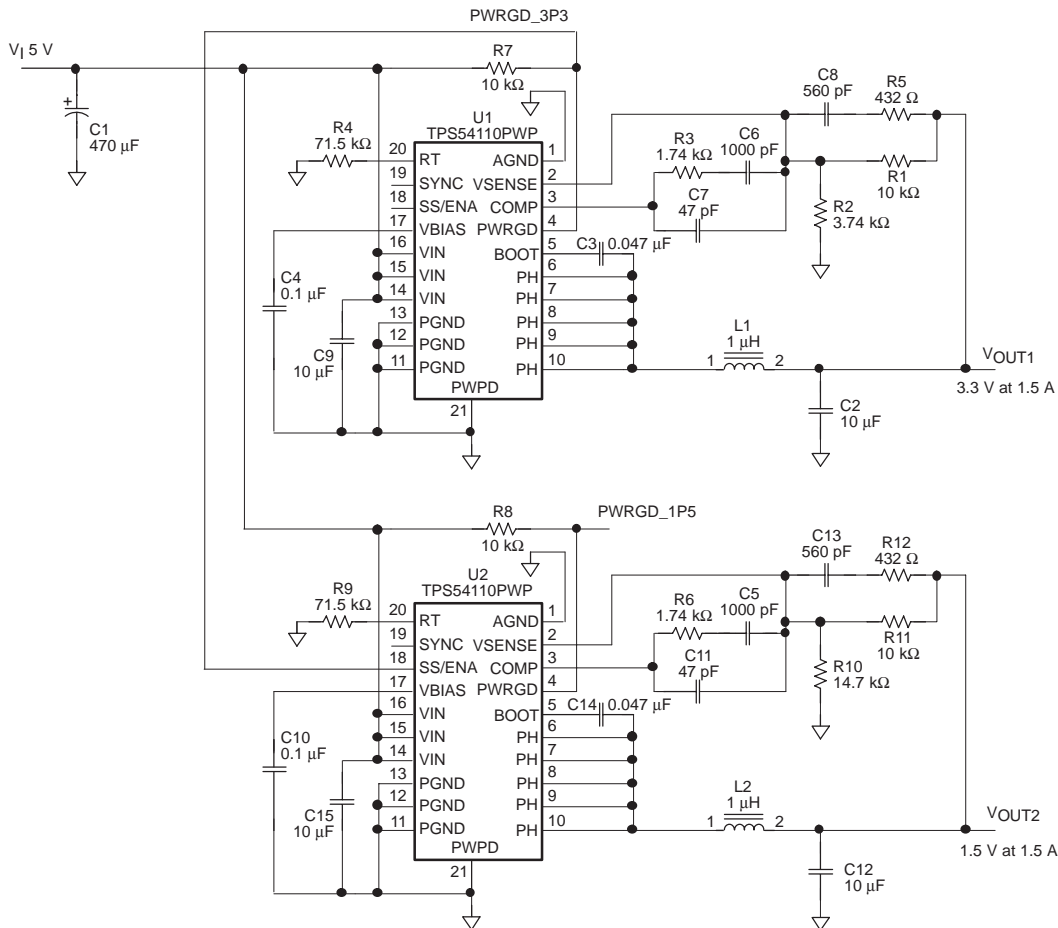 PWRGD_3P3
VI 5 V
R7
10 kΩ
C8
560 pF
R5
432 Ω
+
C1
470 µF
U1
TPS54110PWP
R4
71.5 kΩ
R3
1.74 kΩ
C6
1000 pF
R1
10 kΩ
C7
47 pF
R2
3.74 kΩ
20 RT AGND 1
19 SYNC VSENSE 2
18 SS/ENA COMP 3
17 VBIAS PWRGD 4
16 VIN BOOT 5
15 VIN PH 6
14 VIN PH 7
13 PGND PH 8
12 PGND PH 9
11 PGND PH 10
PWPD
21
C3 0.047 µF
C4
0.1 µF
C9
10 µF
L1
1 µH
1 2
VOUT1
3.3 V at 1.5 A
C2
10 µF
R8
10 kΩ
PWRGD_1P5
C13
560 pF
R12
432 Ω
U2
TPS54110PWP
R9
71.5 kΩ
R6
1.74 kΩ
C5
1000 pF
R11
10 kΩ
C11
47 pF
R10
14.7 kΩ
20 RT AGND 1
19 SYNC VSENSE 2
18 SS/ENA COMP 3
17 VBIAS PWRGD 4
16 VIN BOOT 5
15 VIN PH 6
14 VIN PH 7
13 PGND PH 8
12 PGND PH 9
11 PGND PH 10
PWPD
21
C14 0.047 µF
C10
0.1 µF
C15
10 µF
L2
1 µH
1 2
VOUT2
1.5 V at 1.5 A
C12
10 µF